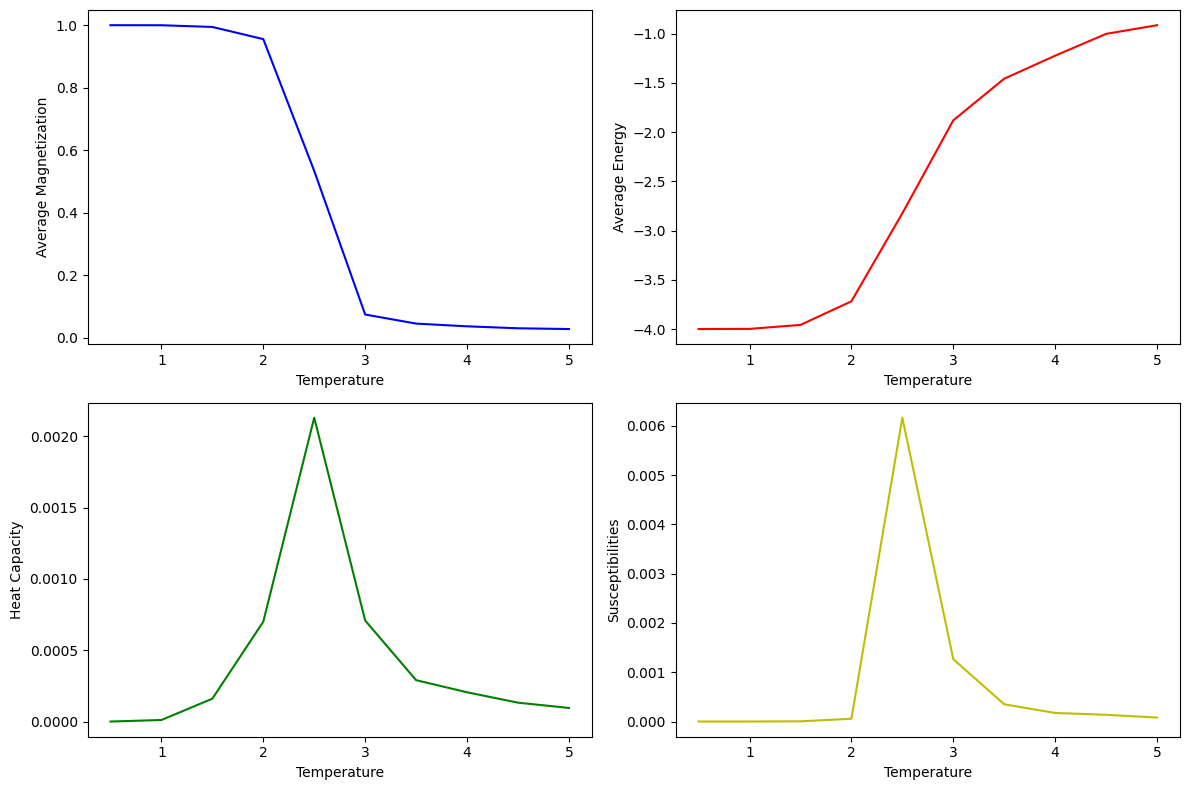 1.0
0.8
0.6
0.4
0.2
0.0
Average Magnetization
1 2 3 4 5
Temperature
−1.0
−1.5
−2.0
−2.5
−3.0
−3.5
−4.0
Average Energy
1 2 3 4 5
Temperature
0.0020
0.0015
0.0010
0.0005
0.0000
Heat Capacity
1 2 3 4 5
Temperature
0.006
0.005
0.004
0.003
0.002
0.001
0.000
Susceptibilities
1 2 3 4 5
Temperature